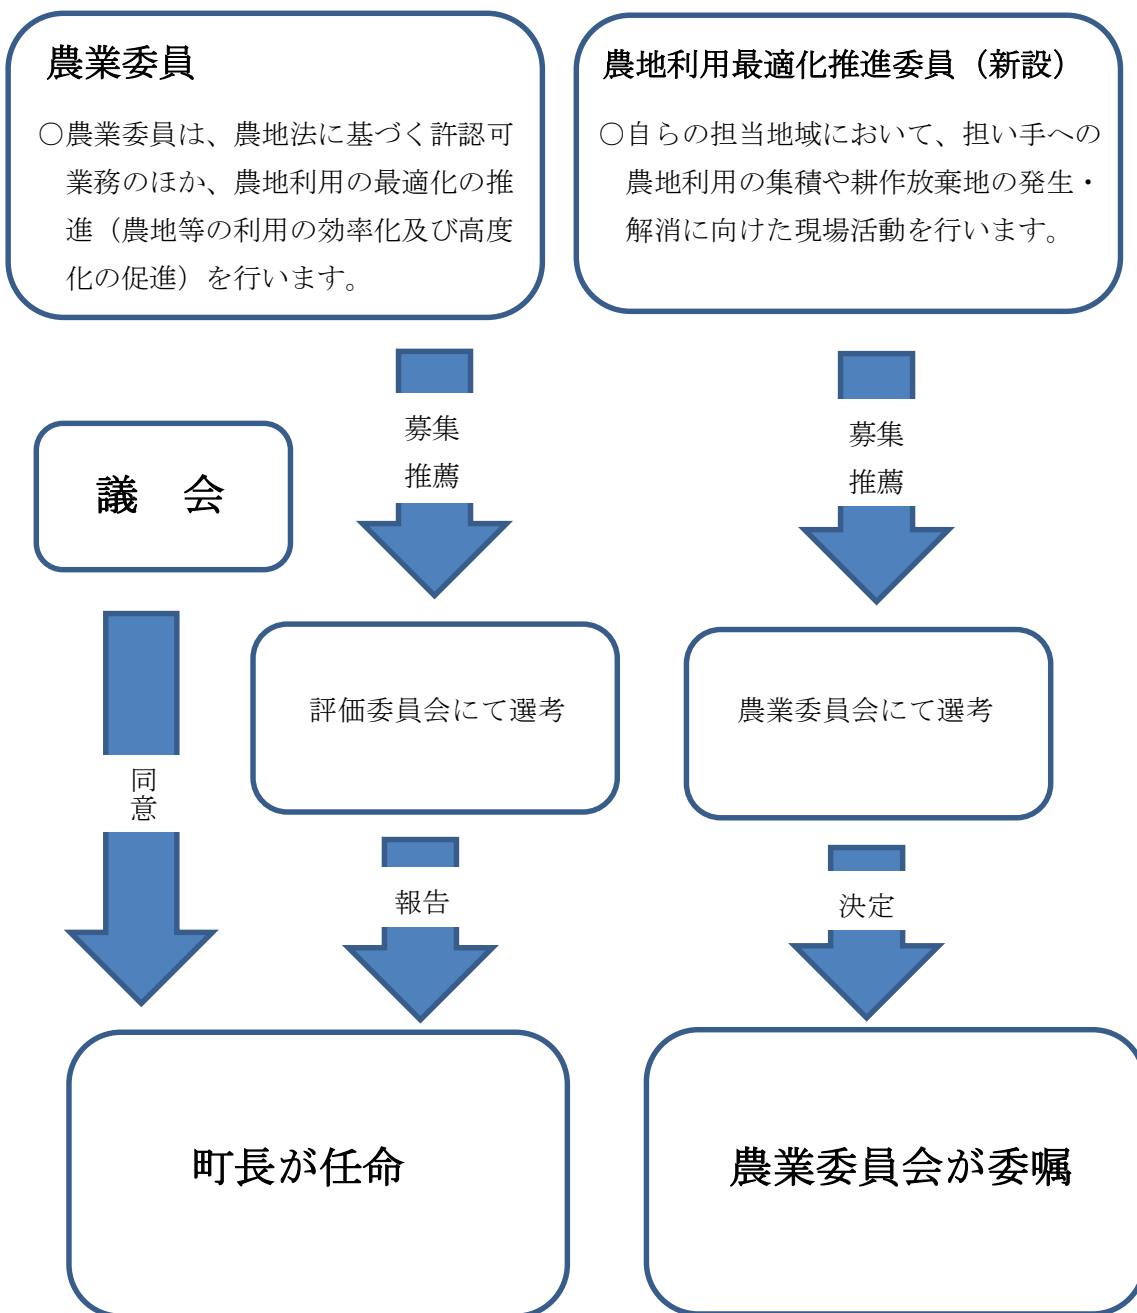 農業委員
○農業委員は、農地法に基づく許認可
業務のほか、農地利用の最適化の推
進（農地等の利用の効率化及び高度
化の促進）を行います。
農地利用最適化推進委員（新設）
○自らの担当地域において、担い手への
農地利用の集積や耕作放棄地の発生・
解消に向けた現場活動を行います。
募集
推薦
募集
推薦
議　会
評価委員会にて選考
農業委員会にて選考
同意
報告
決定
町長が任命
農業委員会が委嘱